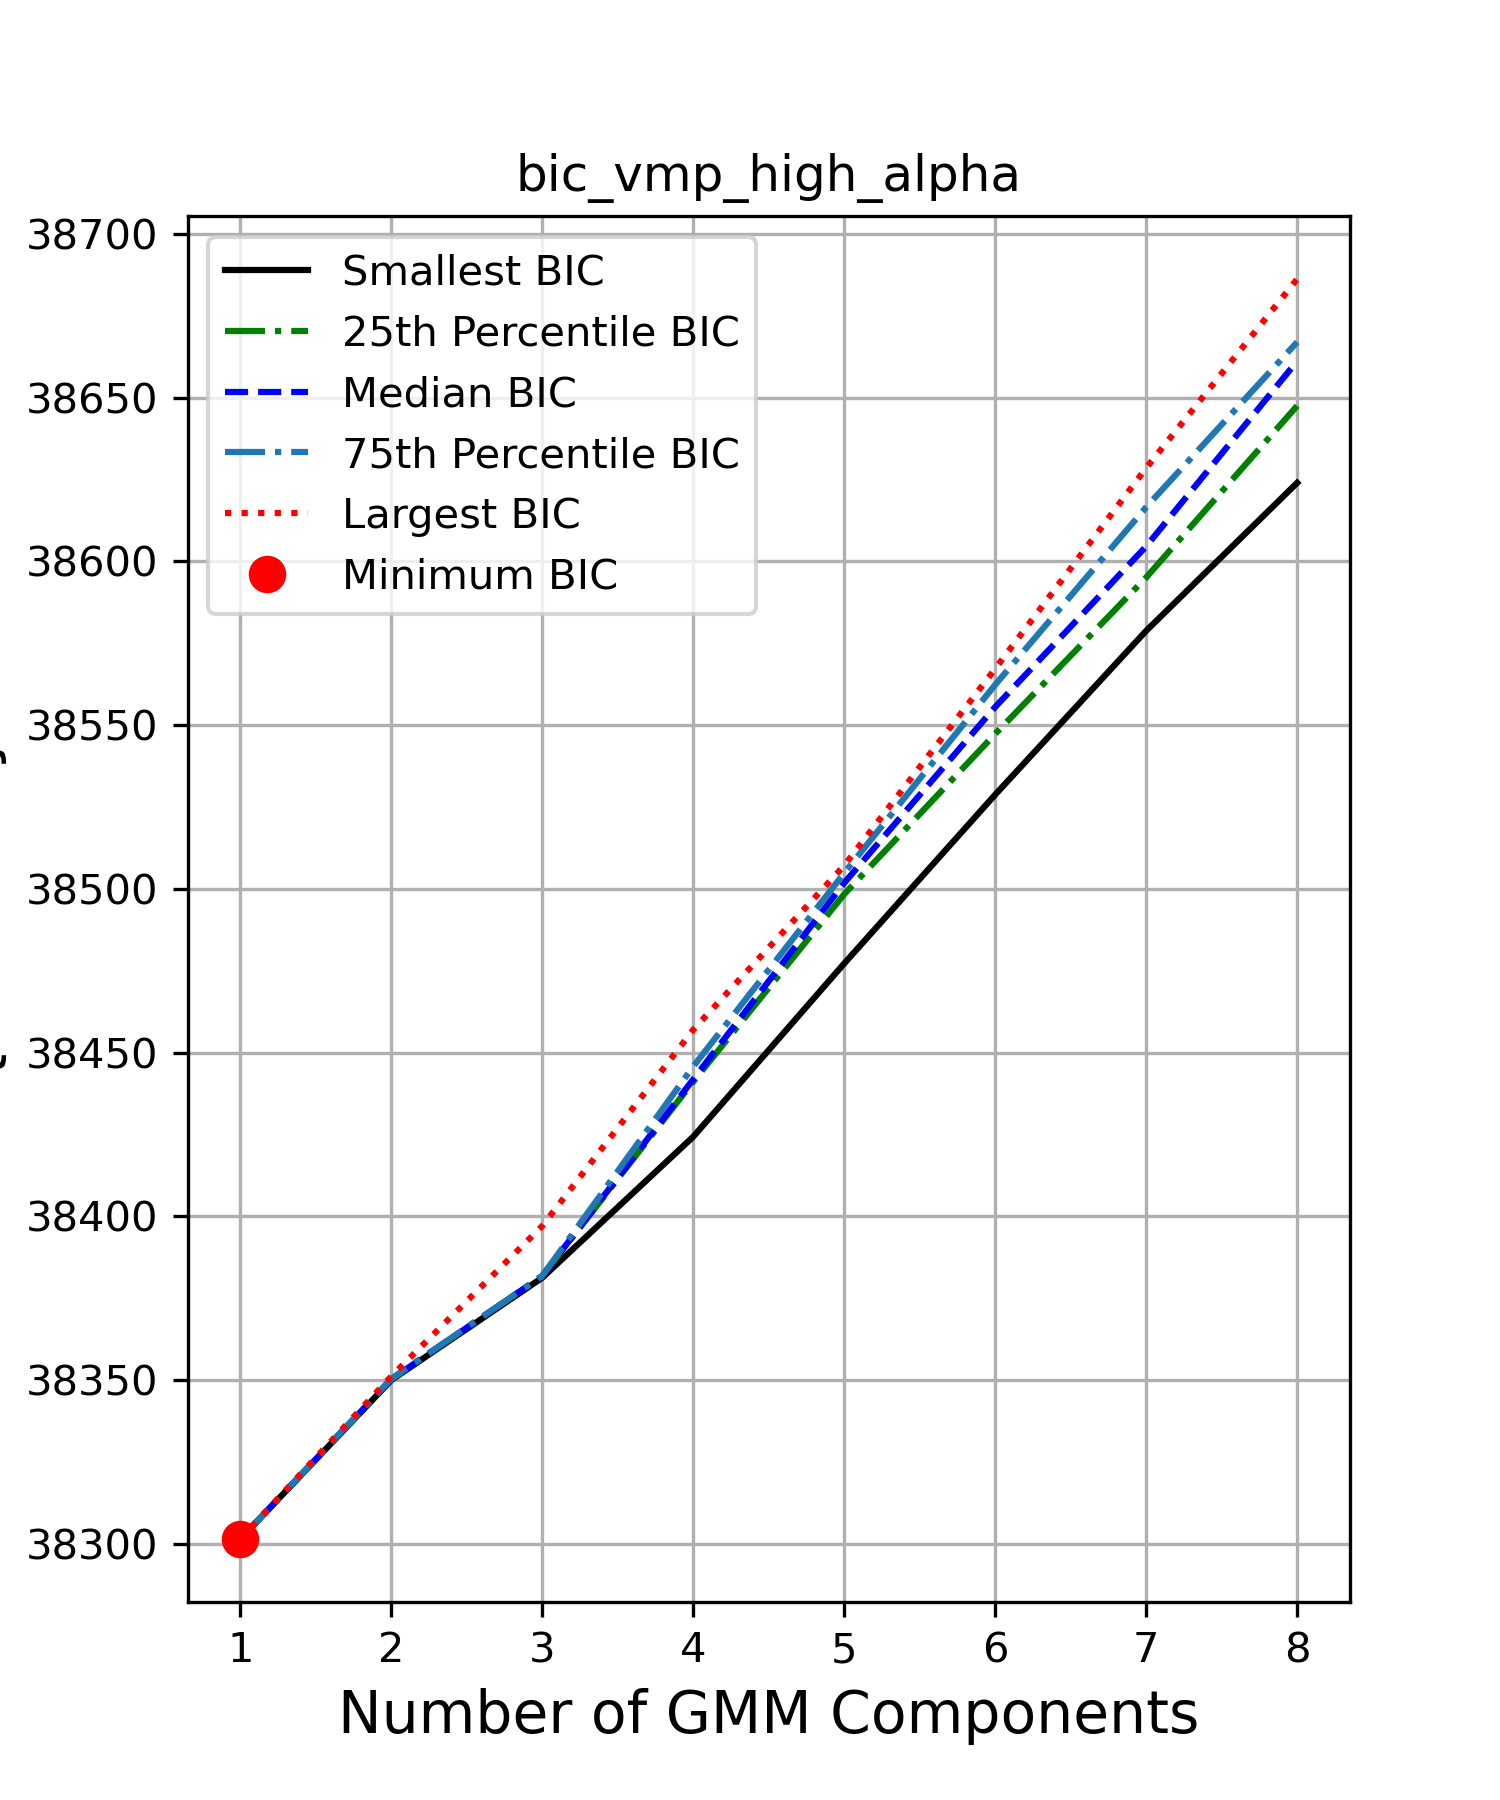 bic_vmp_high_alpha
38700
38650
38600
38550
38500
38450
38400
38350
38300
Smallest BIC
25th Percentile BIC
Median BIC
75th Percentile BIC
Largest BIC
Minimum BIC
1 2 3 4 5 6 7 8
Number of GMM Components